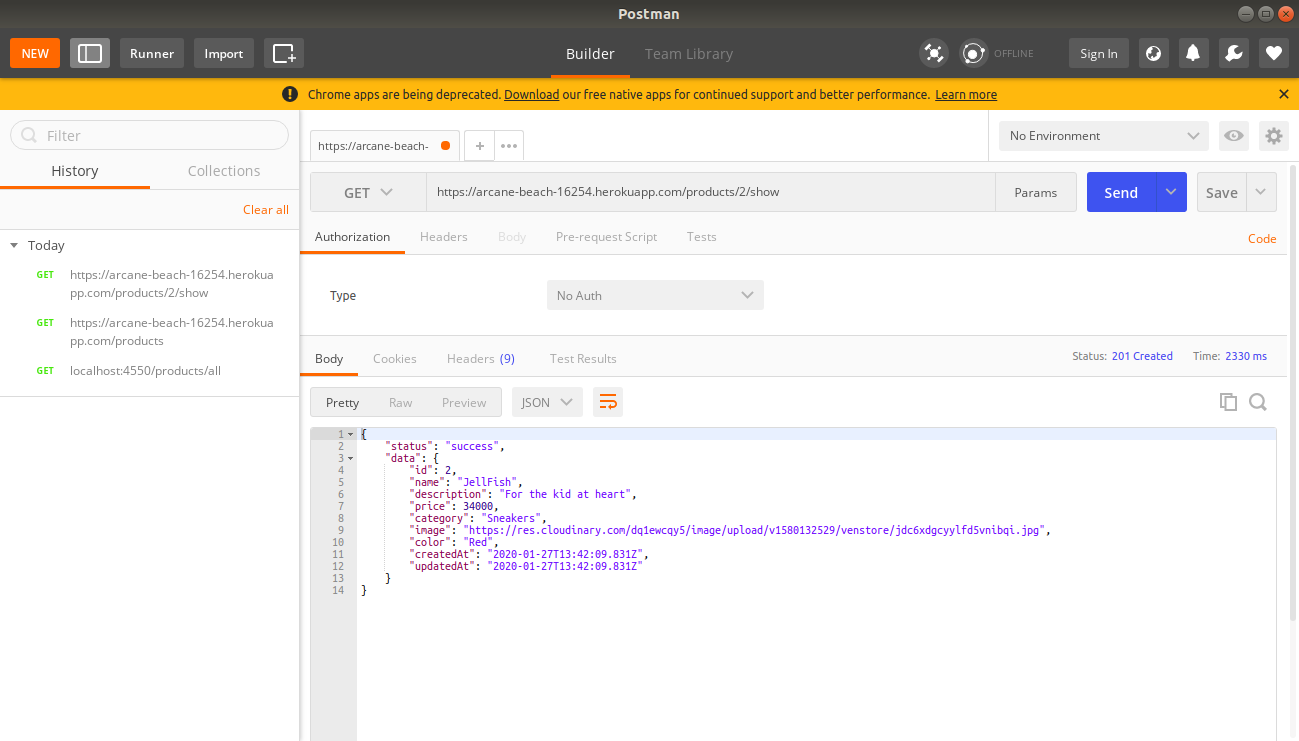 Postman
NEW
Runner
Import
Builder
Team Library
OFFLINE
Sign In
Chrome apps are being deprecated. Download our free native apps for continued support and better performance. Learn more
Filter
History
Collections
Clear all
Today
GET https://arcane-beach-16254.heroku
app.com/products/2/show
GET https://arcane-beach-16254.heroku
app.com/products
GET localhost:4550/products/all
https://arcane-beach-
No Environment
GET
https://arcane-beach-16254.herokuapp.com/products/2/show
Params
Send
Save
Authorization
Headers
Body
Pre-request Script
Tests
Code
Type
No Auth
Body
Cookies
Headers (9)
Test Results
Status: 201 Created
Time: 2330 ms
Pretty
Raw
Preview
JSON
1 {
2 "status": "success",
3 "data": {
4 "id": 2,
5 "name": "JellFish",
6 "description": "For the kid at heart",
7 "price": 34000,
8 "category": "Sneakers",
9 "image": "https://res.cloudinary.com/dq1ewcqy5/image/upload/v1580132529/venstore/jdc6xdgcyylfd5vnibqi.jpg",
10 "color": "Red",
11 "createdAt": "2020-01-27T13:42:09.831Z",
12 "updatedAt": "2020-01-27T13:42:09.831Z"
13 }
14 }